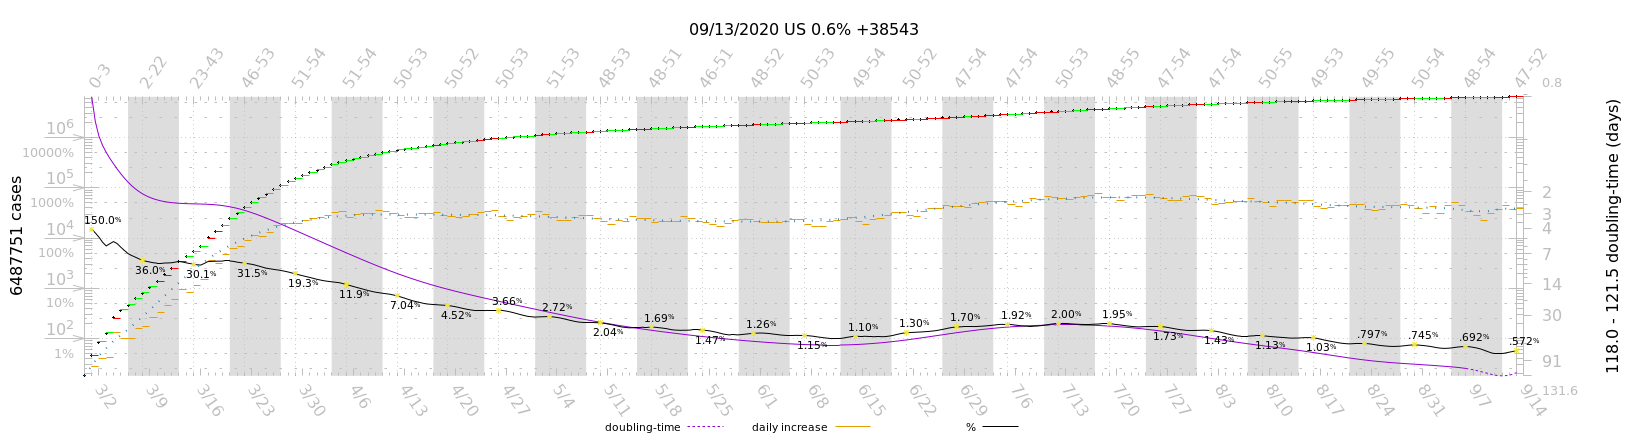 09/13/2020 US 0.6% +38543
0-3 2-22 23-43 46-53 51-54 51-54 50-53 50-52 50-53 51-53 48-53 48-51 46-51 48-52 50-53 49-54 50-52 47-54 47-54 50-53 48-55 47-54 47-54 50-55 49-53 49-55 50-54 48-54 47-52
0.8
10^6
10000%
10^5
1000%
2
150.0%
3
10^4
4
100%
7
36.0% 30.1% 31.5%
10^3
19.3%
14
11.9%
10%
7.04% 4.52% 3.66% 2.72%
30
10^2
2.04% 1.69% 1.47% 1.26% 1.15% 1.10% 1.30% 1.70% 1.92% 2.00% 1.95% 1.73% 1.43% 1.13% 1.03% .797% .745% .692% .572%
1%
91
131.6
3/2 3/9 3/16 3/23 3/30 4/6 4/13 4/20 4/27 5/4 5/11 5/18 5/25 6/1 6/8 6/15 6/22 6/29 7/6 7/13 7/20 7/27 8/3 8/10 8/17 8/24 8/31 9/7 9/14
6487751 cases
118.0 - 121.5 doubling-time (days)
doubling-time daily increase %